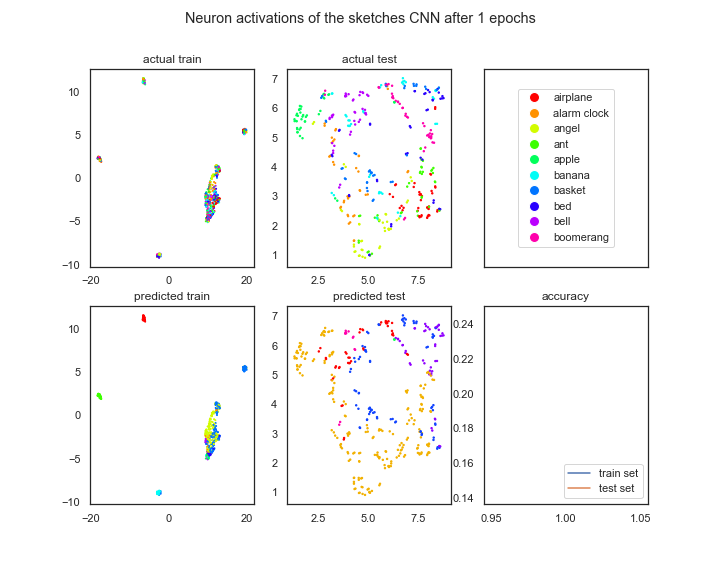 Neuron activations of the sketches CNN after 1 epochs
actual train
10
5
0
−5
−10
−20
0
20
actual test
7
6
5
4
3
2
1
2.5
5.0
7.5
airplane
alarm clock
angel
ant
apple
banana
basket
bed
bell
boomerang
predicted train
10
5
0
−5
−10
−20
0
20
predicted test
7
6
5
4
3
2
1
2.5
5.0
7.5
accuracy
0.24
0.22
0.20
0.18
0.16
0.14
train set
test set
0.95
1.00
1.05